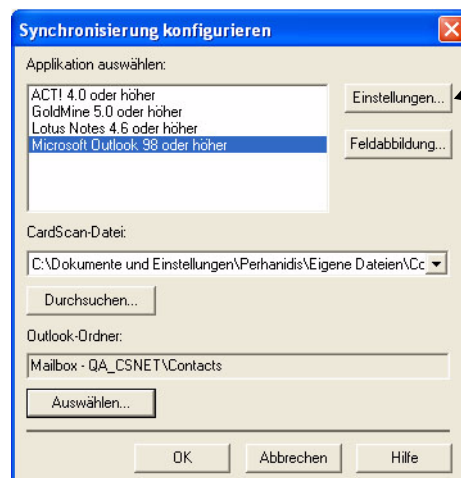 Synchronisierung konfigurieren
Applikation auswählen:
ACT! 4.0 oder höher
GoldMine 5.0 oder höher
Lotus Notes 4.6 oder höher
Microsoft Outlook 98 oder höher
Einstellungen...
Feldabbildung...
CardScan-Datei:
C:\Dokumente und Einstellungen\Perhanidis\Eigene Dateien\Cc
Durchsuchen...
Outlook-Ordner:
Mailbox - QA_CSNET\Contacts
Auswählen...
OK Abbrechen Hilfe